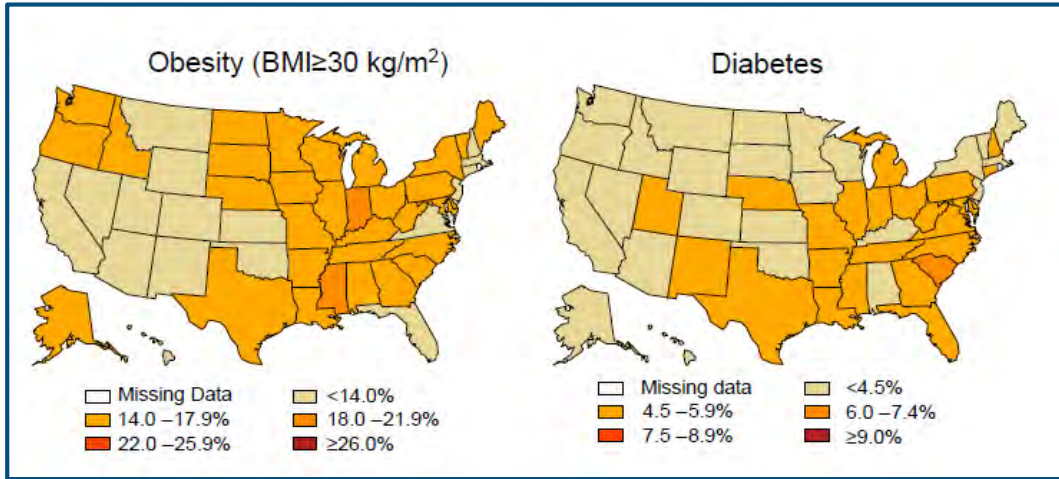 Obesity (BMI≥30 kg/m²)
Diabetes
Missing Data
<14.0%
14.0 –17.9%
18.0 –21.9%
22.0 –25.9%
≥26.0%
Missing data
<4.5%
4.5 –5.9%
6.0 –7.4%
7.5 –8.9%
≥9.0%